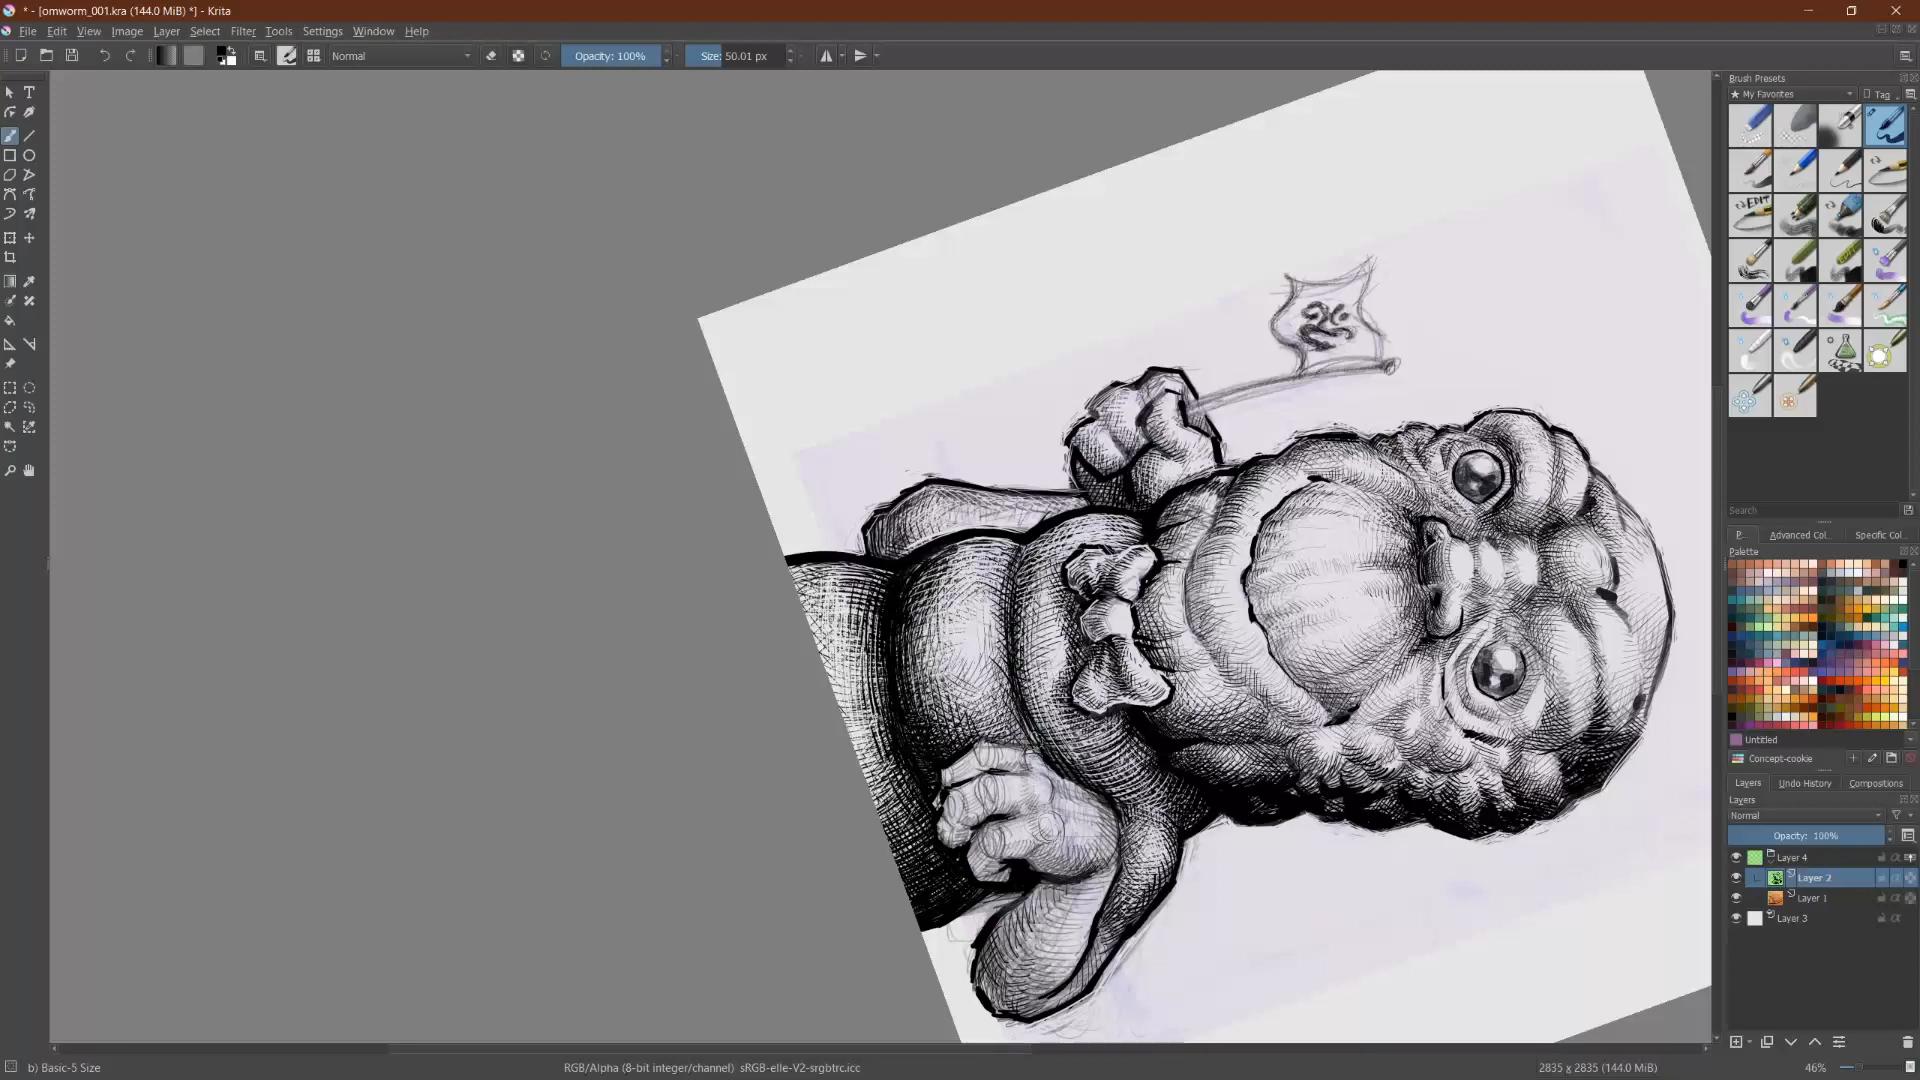 * - [omworm_001.kra (144.0 MiB) *] - Krita
File Edit View Image Layer Select Filter Tools Settings Window Help
Normal
Opacity: 100%
Size: 50.01 px
Brush Presets
My Favorites
Tag
EDIT
Search
P...
Advanced Col...
Specific Col...
Palette
Untitled
Concept-cookie
Layers
Undo History
Compositions
Layers
Normal
Opacity: 100%
Layer 4
Layer 2
Layer 1
Layer 3
b) Basic-5 Size
RGB/Alpha (8-bit integer/channel) sRGB-elle-V2-srgbtrc.icc
2835 x 2835 (144.0 MiB)
46%